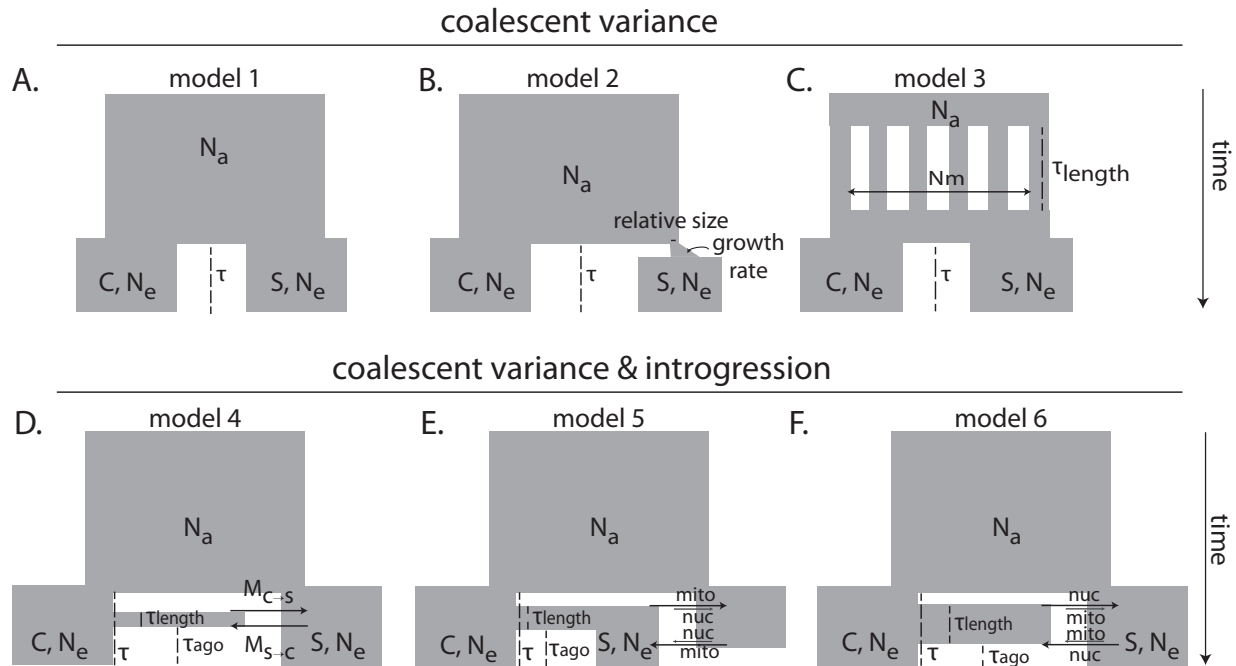 coalescent variance
A. model 1
N_a
C, N_e
τ
S, N_e
B. model 2
N_a
relative size
growth
rate
τ
S, N_e
C. model 3
N_a
Nm
τ_length
C, N_e
τ
S, N_e
time
coalescent variance & introgression
D. model 4
N_a
M_C→S
τ_length
C, N_e
τ
τ_ago
M_S→C
S, N_e
E. model 5
N_a
mito
τ_length
nuc
C, N_e
τ
τ_ago
S, N_e
nuc
mito
F. model 6
N_a
nuc
τ_length
mito
mito
C, N_e
τ
τ_ago
nuc
S, N_e
time